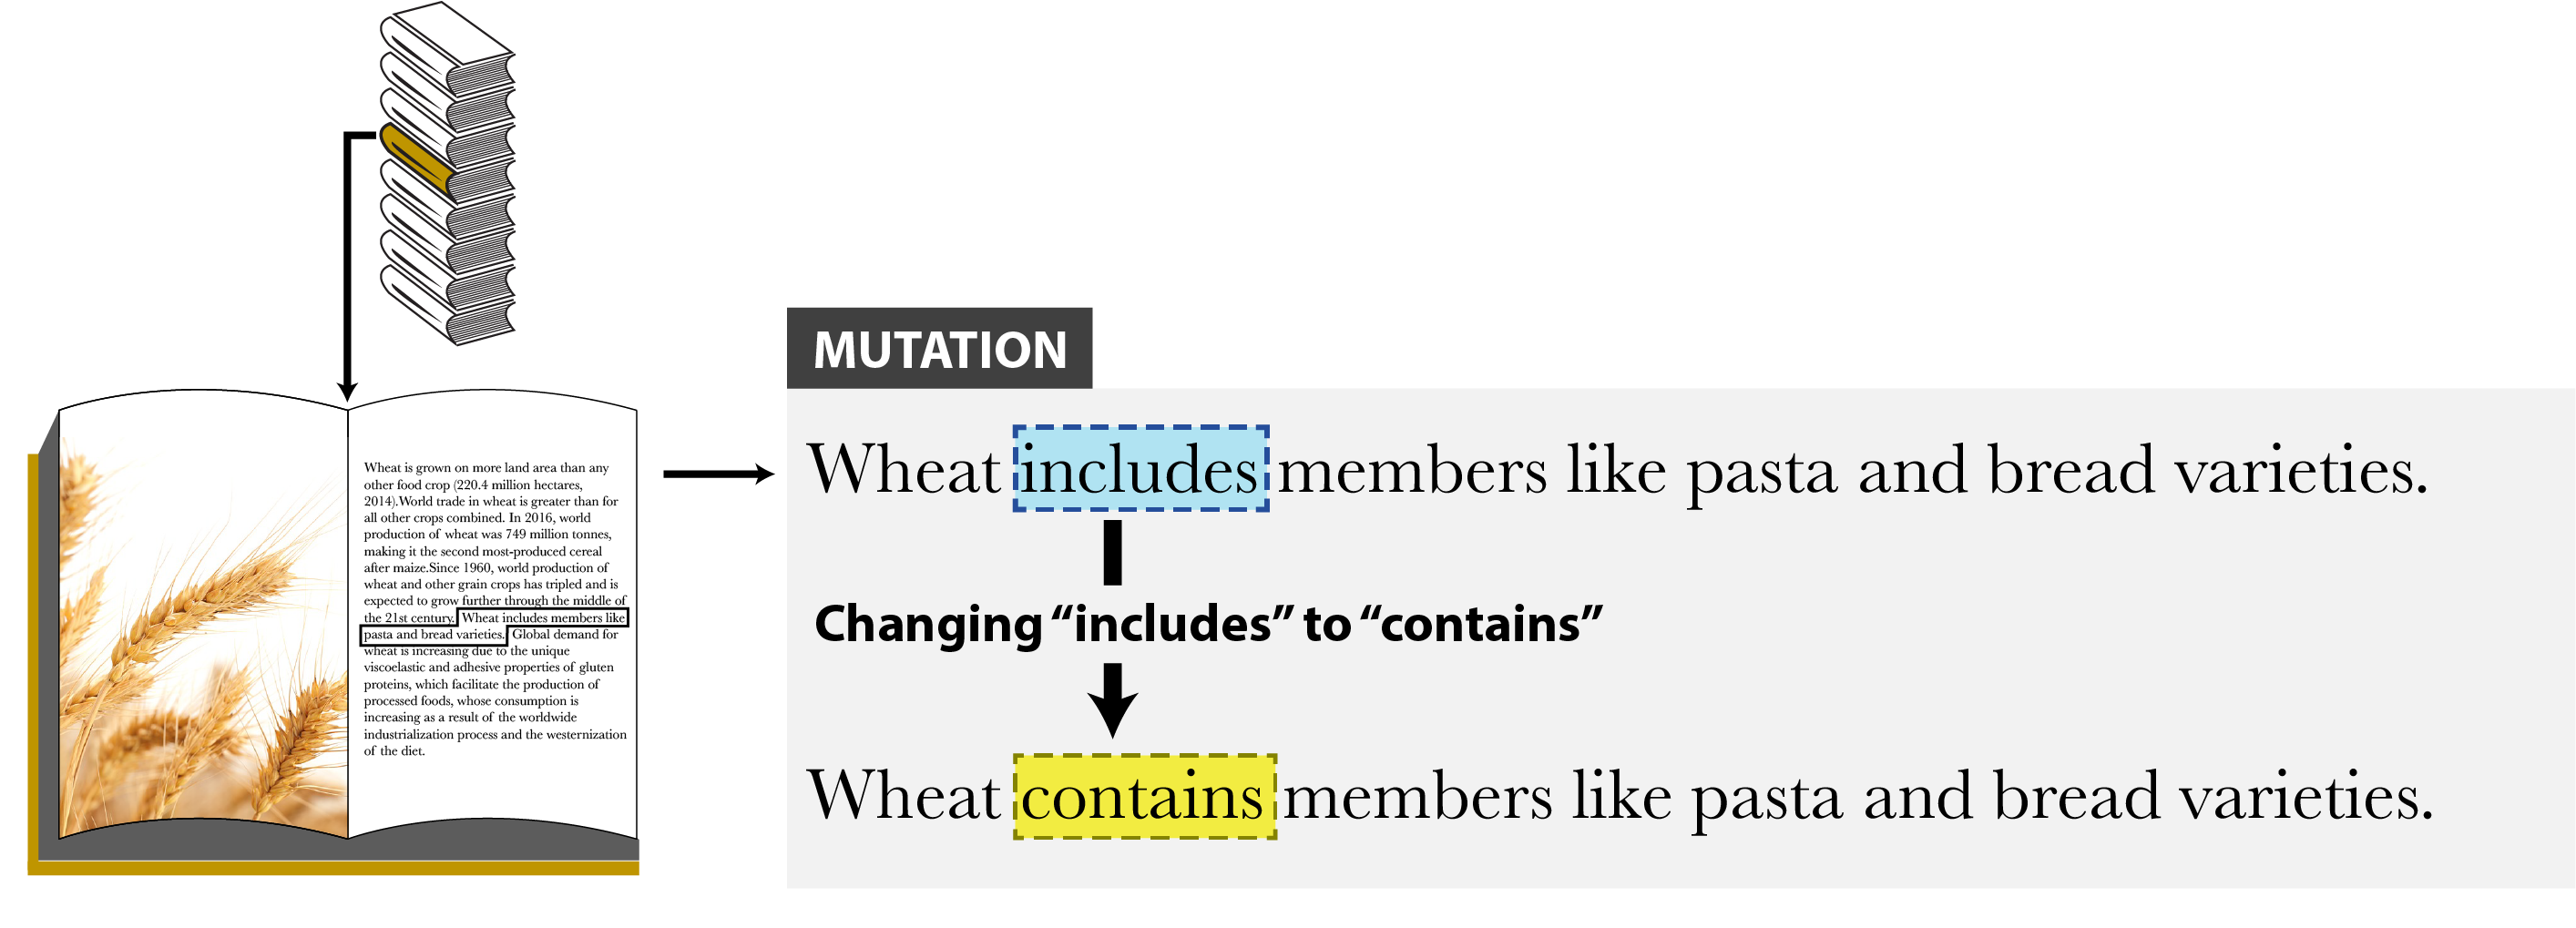 Wheat is grown on more land area than any
other food crop (220.4 million hectares,
2014).World trade in wheat is greater than for
all other crops combined. In 2016, world
production of wheat was 749 million tonnes,
making it the second most-produced cereal
after maize.Since 1960, world production of
wheat and other grain crops has tripled and is
expected to grow further through the middle of
the 21st century. Wheat includes members like
pasta and bread varieties. Global demand for
wheat is increasing due to the unique
viscoelastic and adhesive properties of gluten
proteins, which facilitate the production of
processed foods, whose consumption is
increasing as a result of the worldwide
industrialization process and the westernization
of the diet.
MUTATION
Wheat includes members like pasta and bread varieties.
Changing “includes” to “contains”
Wheat contains members like pasta and bread varieties.